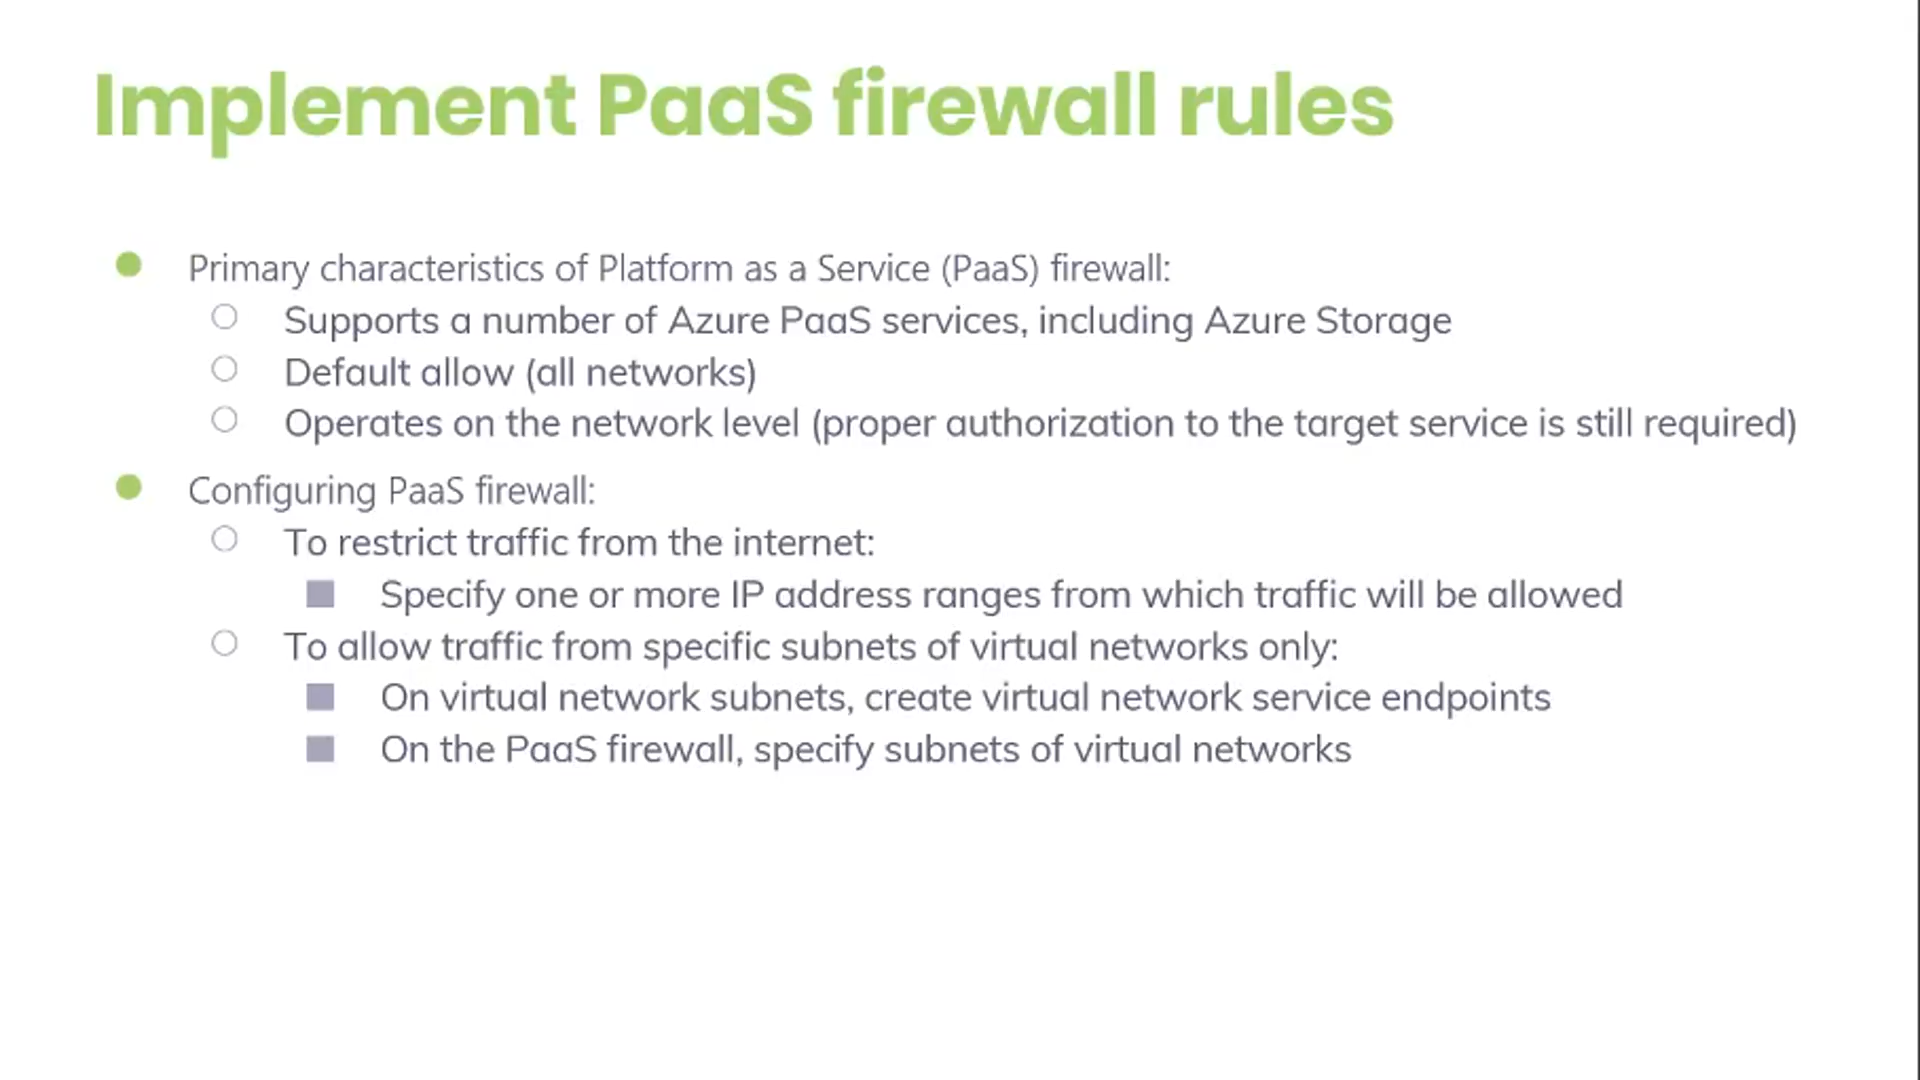 Implement PaaS firewall rules
Primary characteristics of Platform as a Service (PaaS) firewall:
Supports a number of Azure PaaS services, including Azure Storage
Default allow (all networks)
Operates on the network level (proper authorization to the target service is still required)
Configuring PaaS firewall:
To restrict traffic from the internet:
Specify one or more IP address ranges from which traffic will be allowed
To allow traffic from specific subnets of virtual networks only:
On virtual network subnets, create virtual network service endpoints
On the PaaS firewall, specify subnets of virtual networks